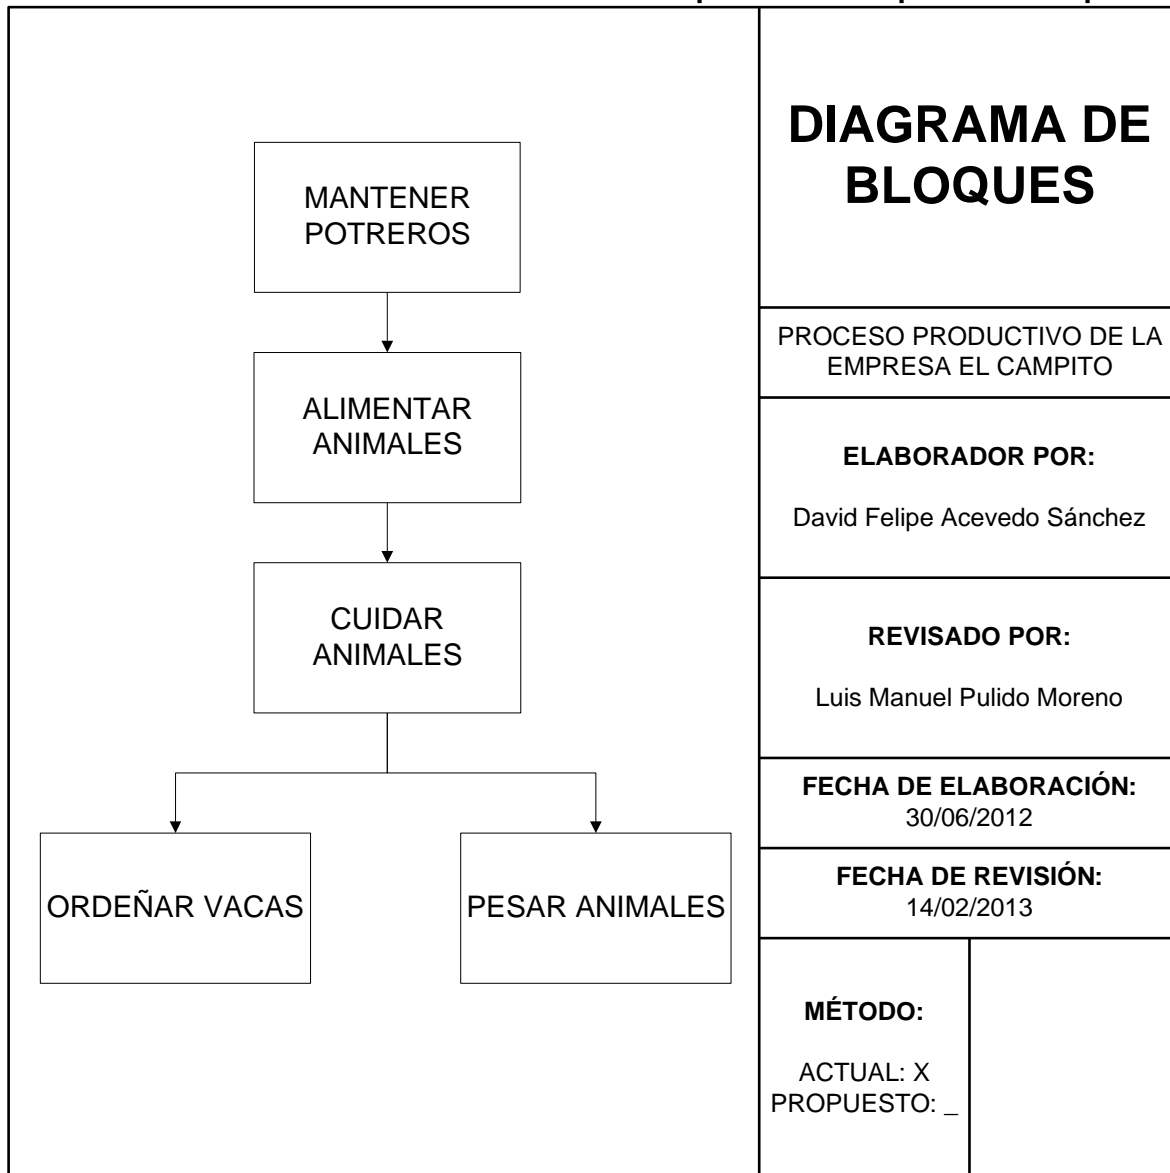 MANTENER
POTREROS
ALIMENTAR
ANIMALES
CUIDAR
ANIMALES
ORDEÑAR VACAS
PESAR ANIMALES
DIAGRAMA DE
BLOQUES
PROCESO PRODUCTIVO DE LA
EMPRESA EL CAMPITO
ELABORADOR POR:
David Felipe Acevedo Sánchez
REVISADO POR:
Luis Manuel Pulido Moreno
FECHA DE ELABORACIÓN:
30/06/2012
FECHA DE REVISIÓN:
14/02/2013
MÉTODO:
ACTUAL: X
PROPUESTO: _